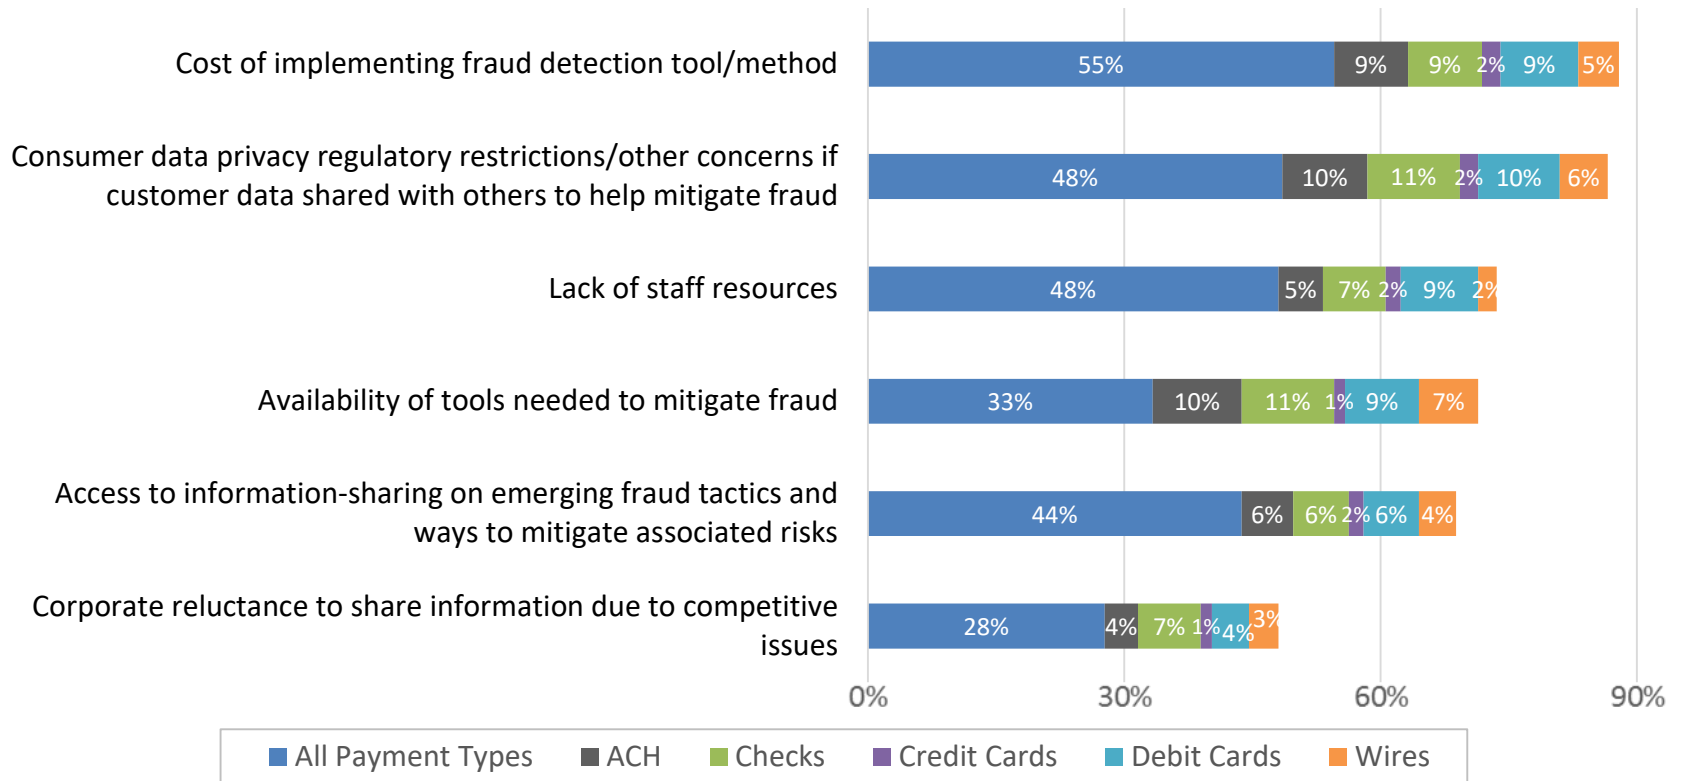 Cost of implementing fraud detection tool/method
55% 9% 9% 2% 9% 5%
Consumer data privacy regulatory restrictions/other concerns if
customer data shared with others to help mitigate fraud
48% 10% 11% 2% 10% 6%
Lack of staff resources
48% 5% 7% 2% 9% 2%
Availability of tools needed to mitigate fraud
33% 10% 11% 1% 9% 7%
Access to information-sharing on emerging fraud tactics and
ways to mitigate associated risks
44% 6% 6% 2% 6% 4%
Corporate reluctance to share information due to competitive
issues
28% 4% 7% 1% 4% 3%
0% 30% 60% 90%
All Payment Types ACH Checks Credit Cards Debit Cards Wires